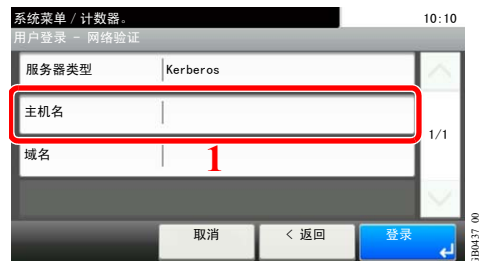 系统菜单 / 计数器。 10:10
用户登录 - 网络验证
服务器类型 Kerberos
主机名
1/1
域名
1
取消 < 返回 登录
GB0437_00